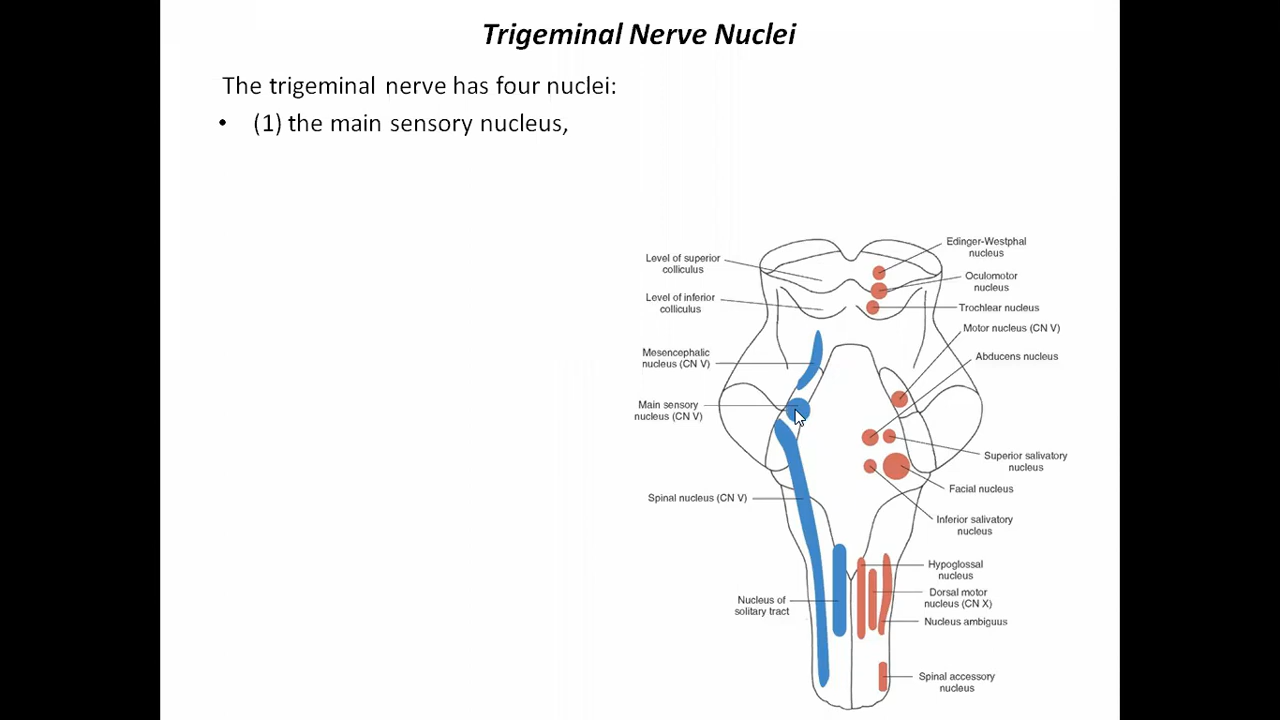 Trigeminal Nerve Nuclei
The trigeminal nerve has four nuclei:
• (1) the main sensory nucleus,
Level of superior
colliculus
Level of inferior
colliculus
Mesencephalic
nucleus (CN V)
Main sensory
nucleus (CN V)
Spinal nucleus (CN V)
Nucleus of
solitary tract
Edinger-Westphal
nucleus
Oculomotor
nucleus
Trochlear nucleus
Motor nucleus (CN V)
Abducens nucleus
Superior salivatory
nucleus
Facial nucleus
Inferior salivatory
nucleus
Hypoglossal
nucleus
Dorsal motor
nucleus (CN X)
Nucleus ambiguus
Spinal accessory
nucleus